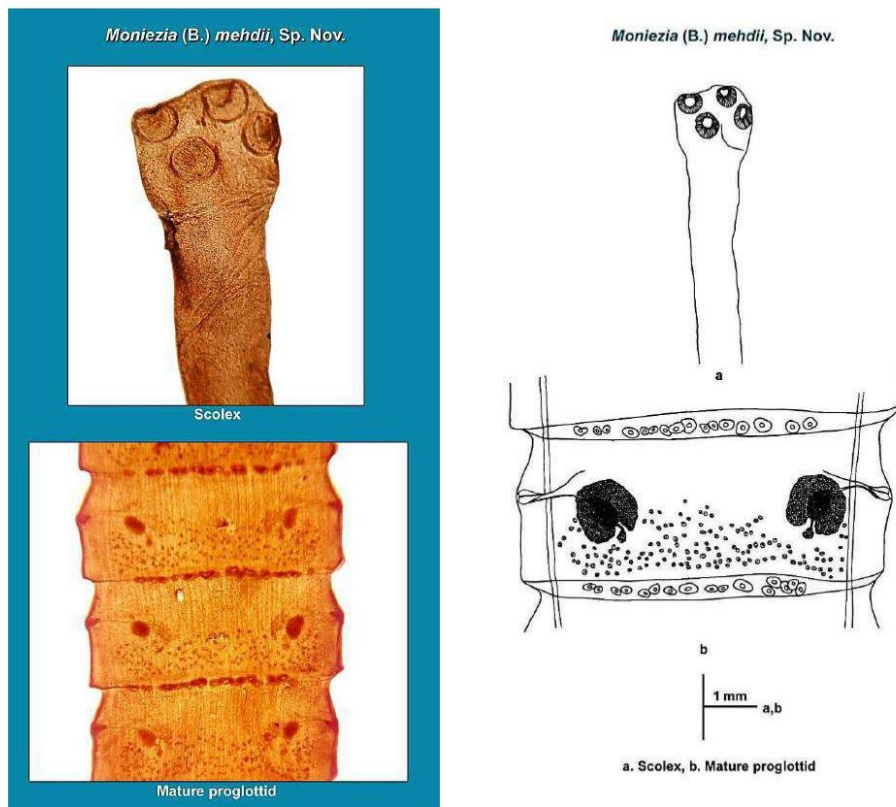 Moniezia (B.) mehdii, Sp. Nov.
Scolex
Mature proglottid
Moniezia (B.) mehdii, Sp. Nov.
a
b
1 mm
a,b
a. Scolex, b. Mature proglottid